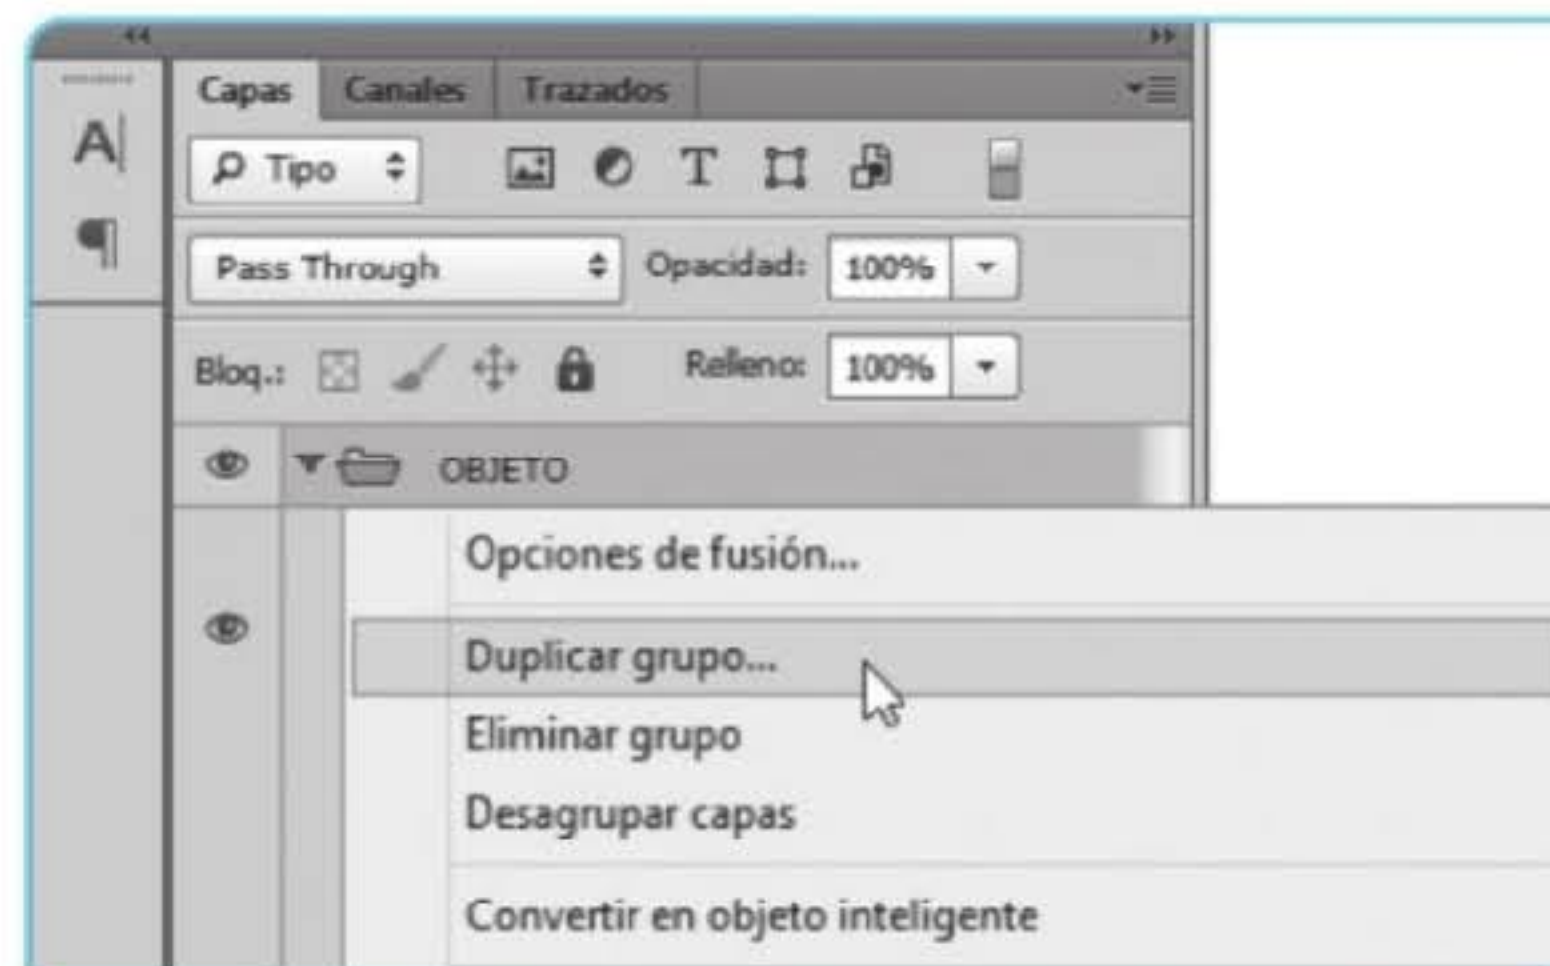 Capas Canales Trazados
A
¶
Tipo T
Pass Through Opacidad: 100%
Bloq.: Relleno: 100%
OBJETO
Opciones de fusión...
Duplicar grupo...
Eliminar grupo
Desagrupar capas
Convertir en objeto inteligente